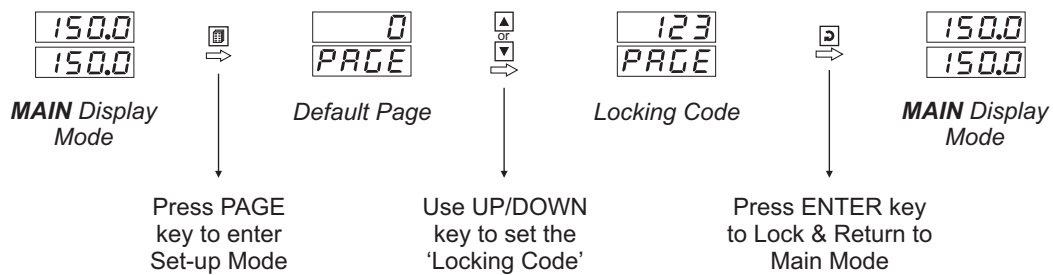 150.0
150.0
MAIN Display
Mode
0
PAGE
Default Page
or
123
PAGE
Locking Code
150.0
150.0
MAIN Display
Mode
Press PAGE
key to enter
Set-up Mode
Use UP/DOWN
key to set the
‘Locking Code’
Press ENTER key
to Lock & Return to
Main Mode